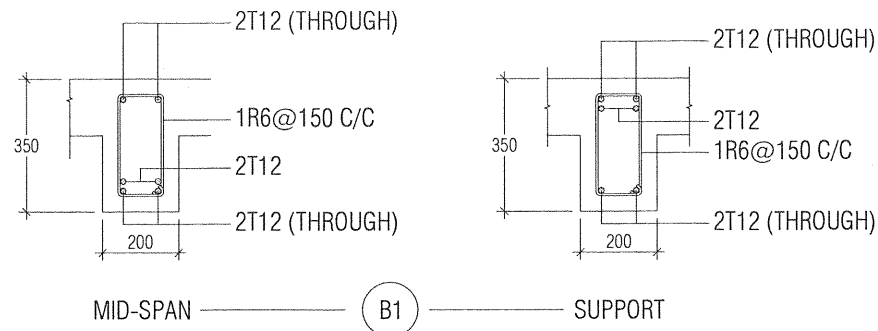 2T12 (THROUGH)
1R6@150 C/C
350
2T12
2T12 (THROUGH)
200
2T12 (THROUGH)
2T12
350
1R6@150 C/C
2T12 (THROUGH)
200
MID-SPAN B1 SUPPORT